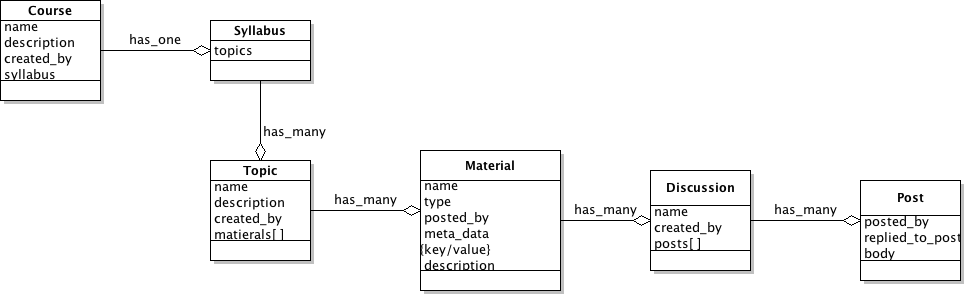 Course
name
description
created_by
syllabus
has_one
Syllabus
topics
has_many
Topic
name
description
created_by
matierals[ ]
has_many
Material
name
type
posted_by
meta_data
{key/value}
description
has_many
Discussion
name
created_by
posts[ ]
has_many
Post
posted_by
replied_to_post
body